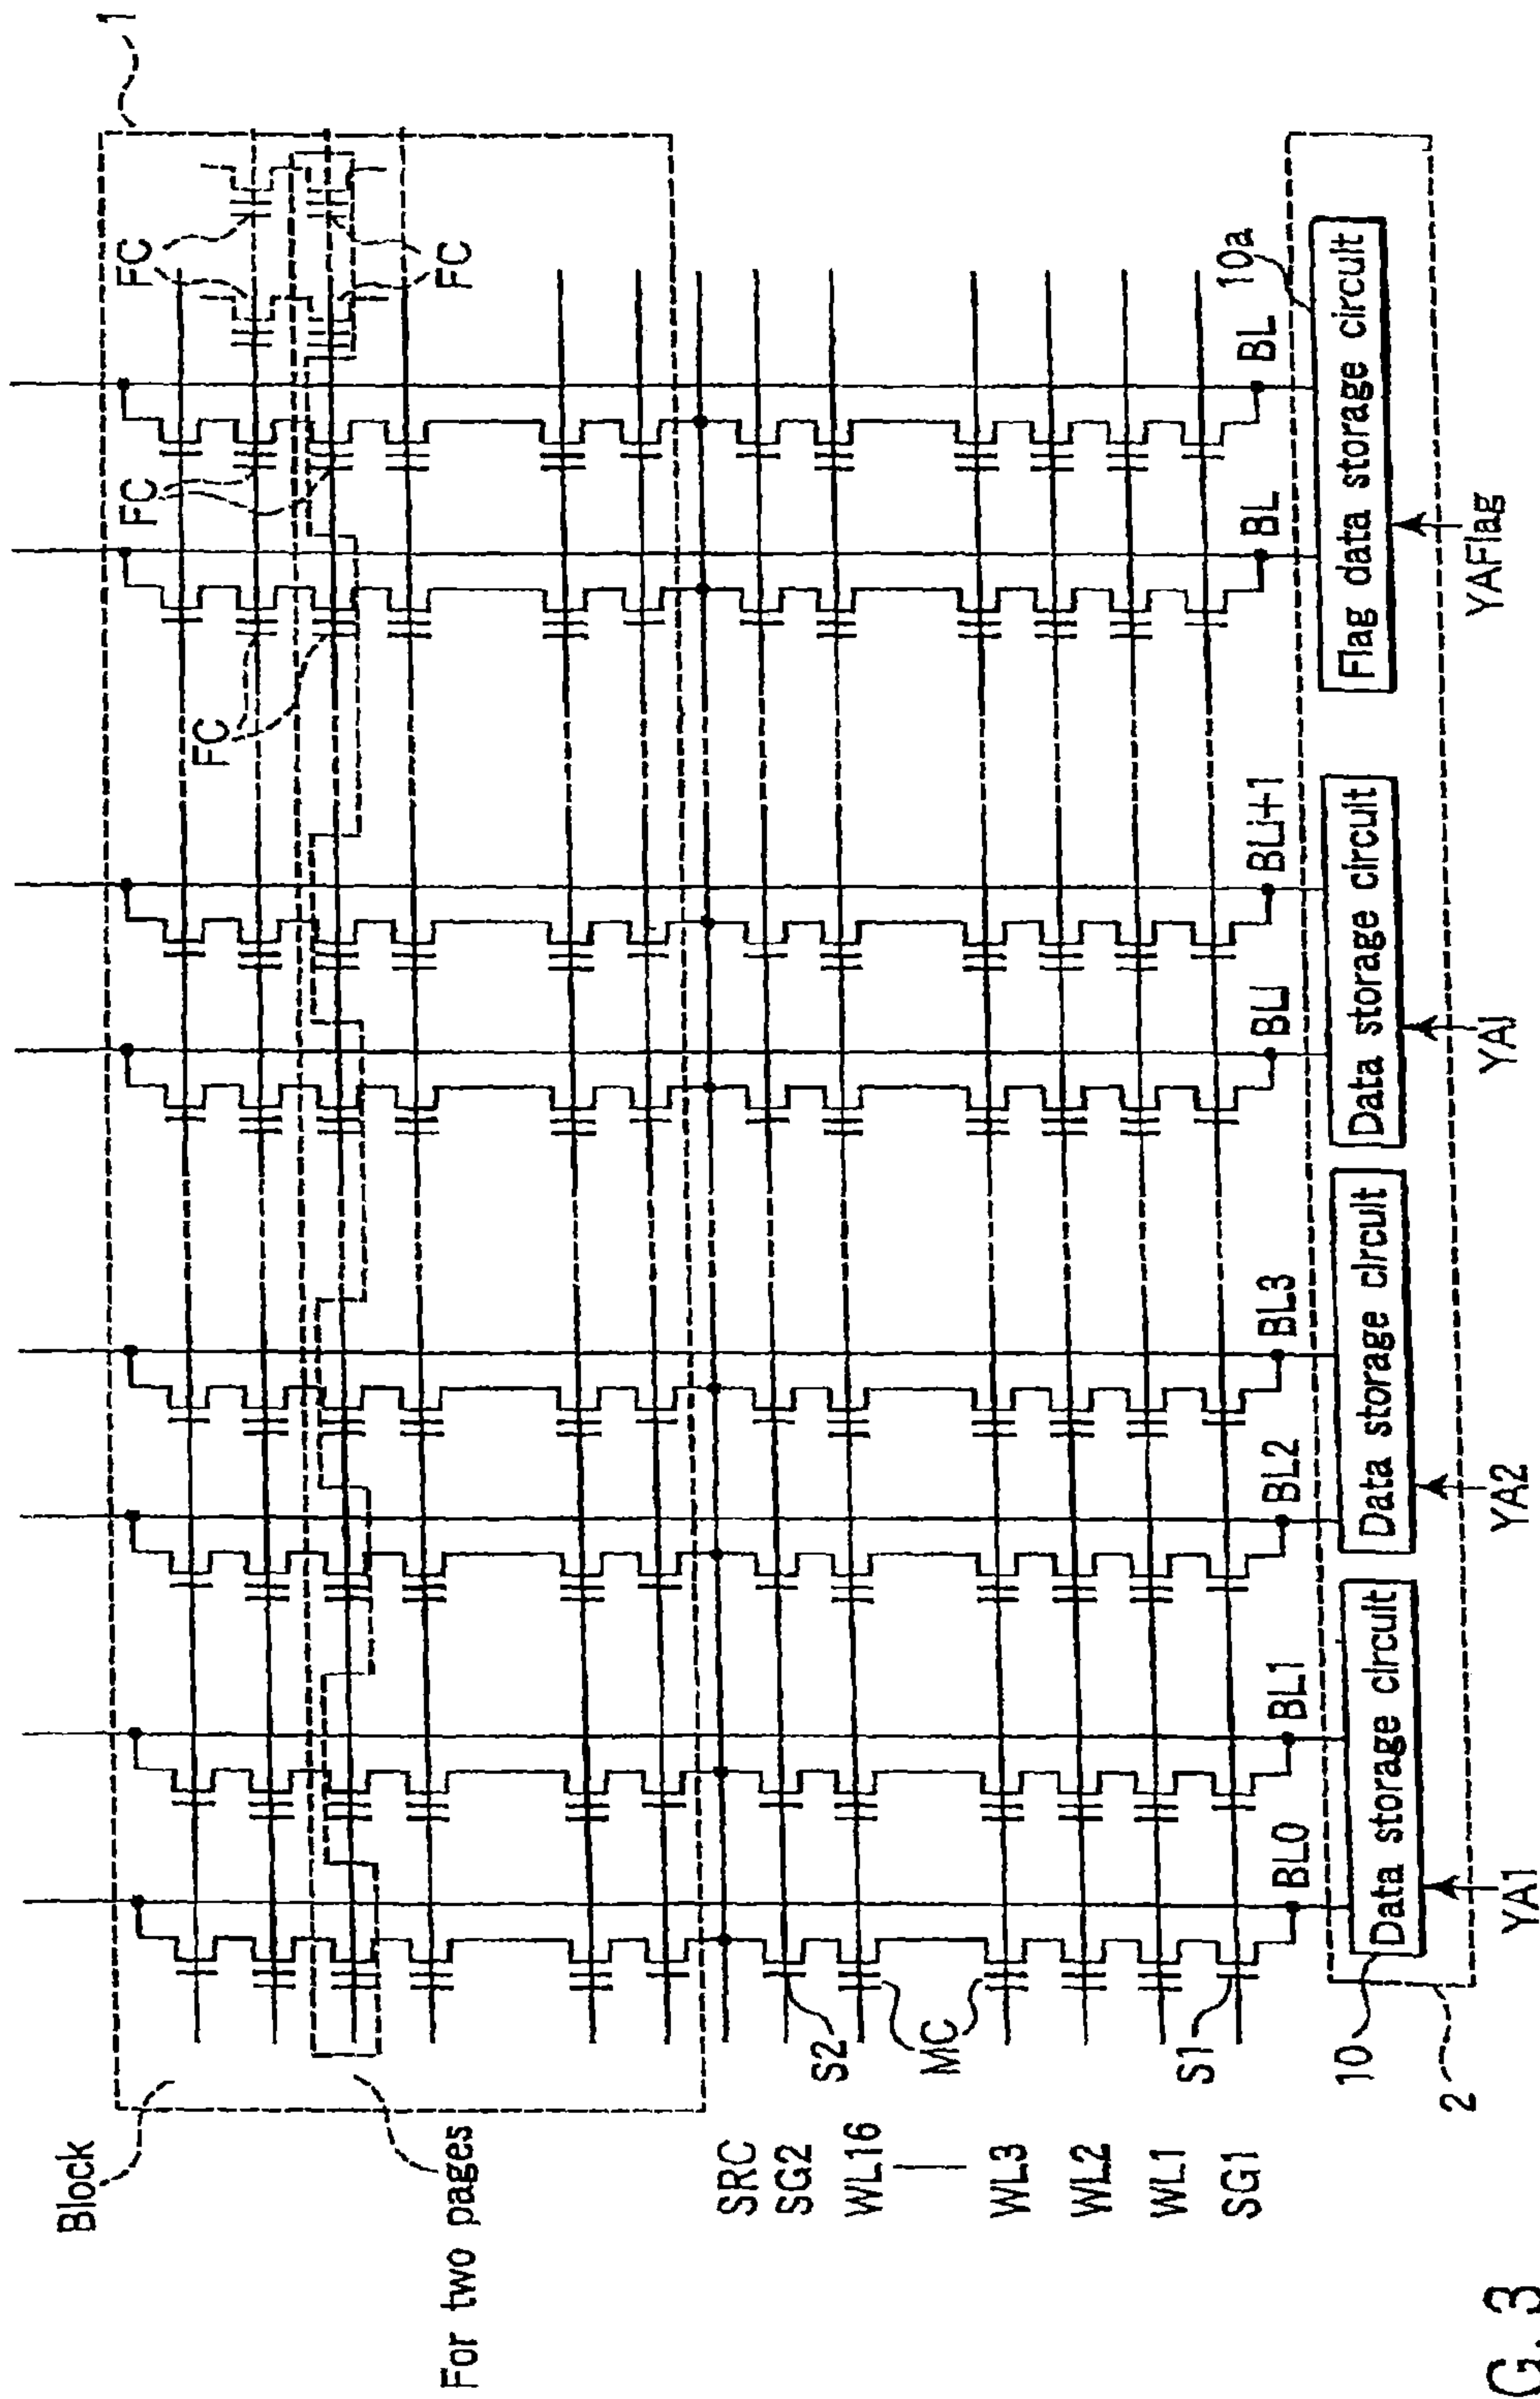 1
Block
For two pages
FC
FC
FC
FC
SRC
SG2
WL16
WL3
WL2
WL1
SG1
S2
MC
S1
BL0
BL1
BL2
BL3
BLi
BLi+1
BL
BL
10
10a
2
Data storage circuit
Data storage circuit
Data storage circuit
Flag data storage circuit
YA1
YA2
YAi
YAFlag
G. 3